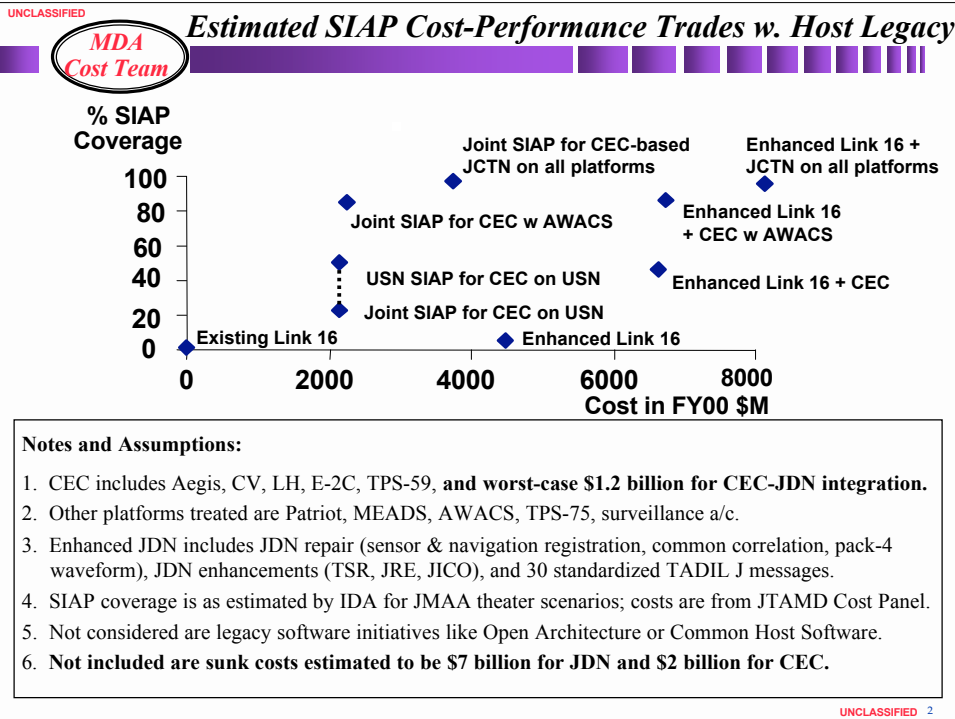 UNCLASSIFIED
Estimated SIAP Cost-Performance Trades w. Host Legacy
MDA
Cost Team
% SIAP
Coverage
Joint SIAP for CEC-based
JCTN on all platforms
Enhanced Link 16 +
JCTN on all platforms
100
80
Joint SIAP for CEC w AWACS
Enhanced Link 16
+ CEC w AWACS
60
40
USN SIAP for CEC on USN
Enhanced Link 16 + CEC
20
Joint SIAP for CEC on USN
0
Existing Link 16
Enhanced Link 16
0 2000 4000 6000 8000
Cost in FY00 $M
Notes and Assumptions:
1. CEC includes Aegis, CV, LH, E-2C, TPS-59, and worst-case $1.2 billion for CEC-JDN integration.
2. Other platforms treated are Patriot, MEADS, AWACS, TPS-75, surveillance a/c.
3. Enhanced JDN includes JDN repair (sensor & navigation registration, common correlation, pack-4
waveform), JDN enhancements (TSR, JRE, JICO), and 30 standardized TADIL J messages.
4. SIAP coverage is as estimated by IDA for JMAA theater scenarios; costs are from JTAMD Cost Panel.
5. Not considered are legacy software initiatives like Open Architecture or Common Host Software.
6. Not included are sunk costs estimated to be $7 billion for JDN and $2 billion for CEC.
UNCLASSIFIED 2